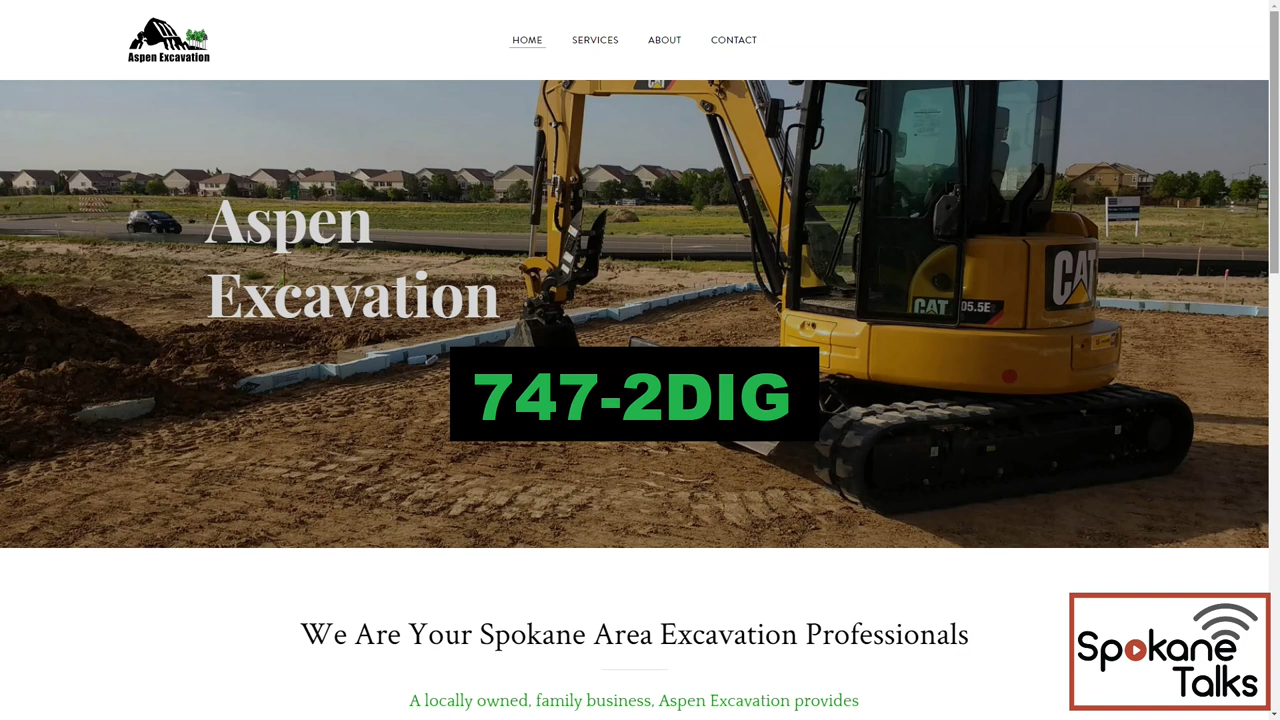 Aspen Excavation
HOME SERVICES ABOUT CONTACT
Aspen
Excavation
CAT
CAT
CAT
05.5E
747-2DIG
We Are Your Spokane Area Excavation Professionals
A locally owned, family business, Aspen Excavation provides
Spokane
Talks